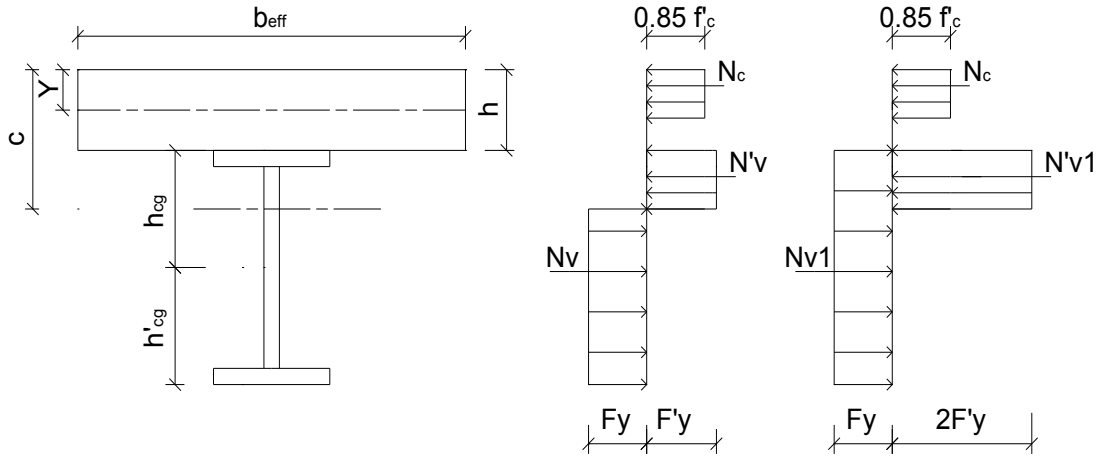 beff
0.85 f'c
0.85 f'c
Y
c
h
Nc
Nc
N'v
N'v1
hcg
Nv
Nv1
h'cg
Fy
F'y
Fy
2F'y